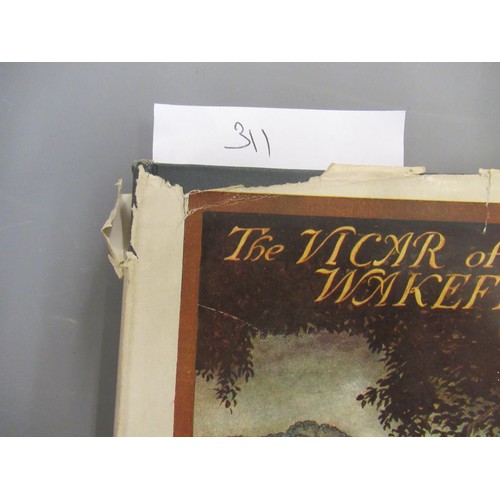 311
The VICAR of
WAKEF